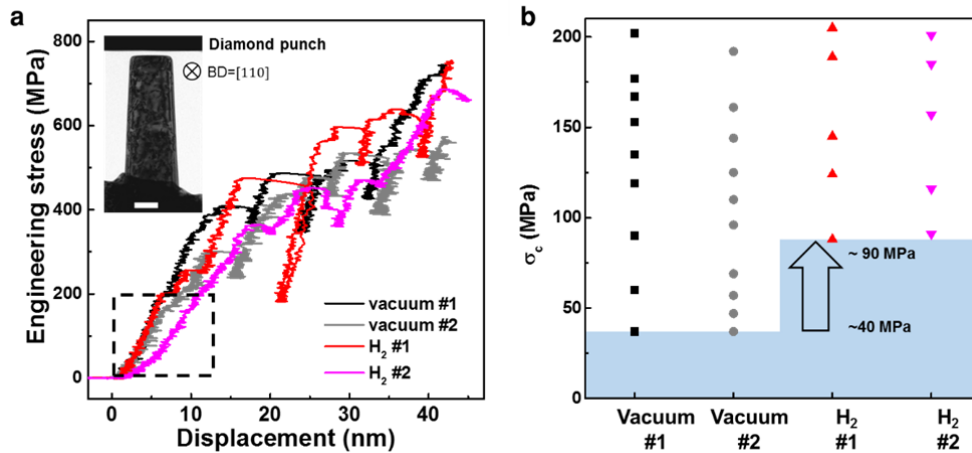 a
Engineering stress (MPa)
800
600
400
200
0
Diamond punch
⊗ BD=[110]
vacuum #1
vacuum #2
H₂ #1
H₂ #2
0 10 20 30 40
Displacement (nm)
b
σc (MPa)
200
150
100
50
0
~ 90 MPa
~40 MPa
Vacuum Vacuum H₂ H₂
#1 #2 #1 #2